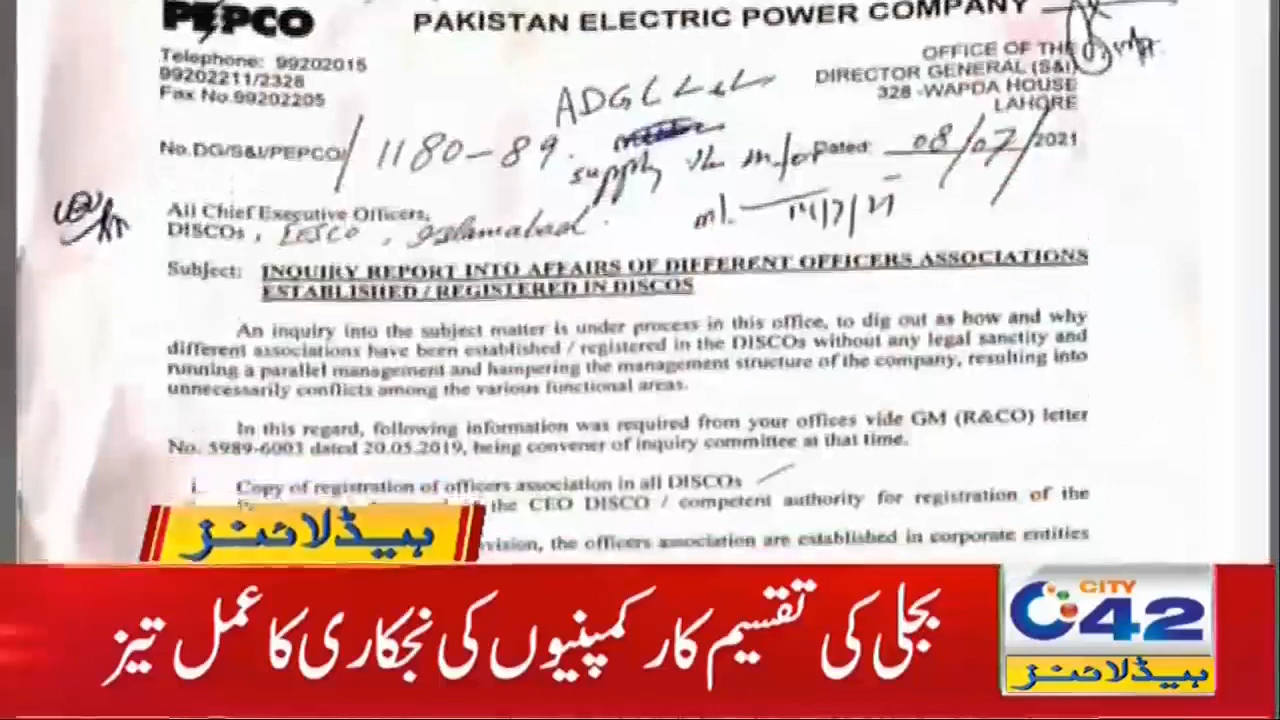 PEPCO
PAKISTAN ELECTRIC POWER COMPANY
Telephone: 99202015
99202211/2328
Fax No.99202205
OFFICE OF THE
DIRECTOR GENERAL (S&I)
328 -WAPDA HOUSE
LAHORE
No.DG/S&I/PEPCO/ 1180-89
supply the
Dated: 08/07/2021
14/7/21
All Chief Executive Officers,
DISCOs, IESCO, Islamabad.
Subject: INQUIRY REPORT INTO AFFAIRS OF DIFFERENT OFFICERS ASSOCIATIONS
ESTABLISHED / REGISTERED IN DISCOS
An inquiry into the subject matter is under process in this office, to dig out as how and why
different associations have been established / registered in the DISCOs without any legal sanctity and
running a parallel management and hampering the management structure of the company, resulting into
unnecessarily conflicts among the various functional areas.
In this regard, following information was required from your offices vide GM (R&CO) letter
No. 5989-6003 dated 20.05.2019, being convener of inquiry committee at that time.
i. Copy of registration of officers association in all DISCOs
the CEO DISCO / competent authority for registration of the
vision, the officers association are established in corporate entities
ہیڈلائنز
بجلی کی تقسیم کار کمپنیوں کی نجکاری کا عمل تیز
CITY
42
ہیڈلائنز